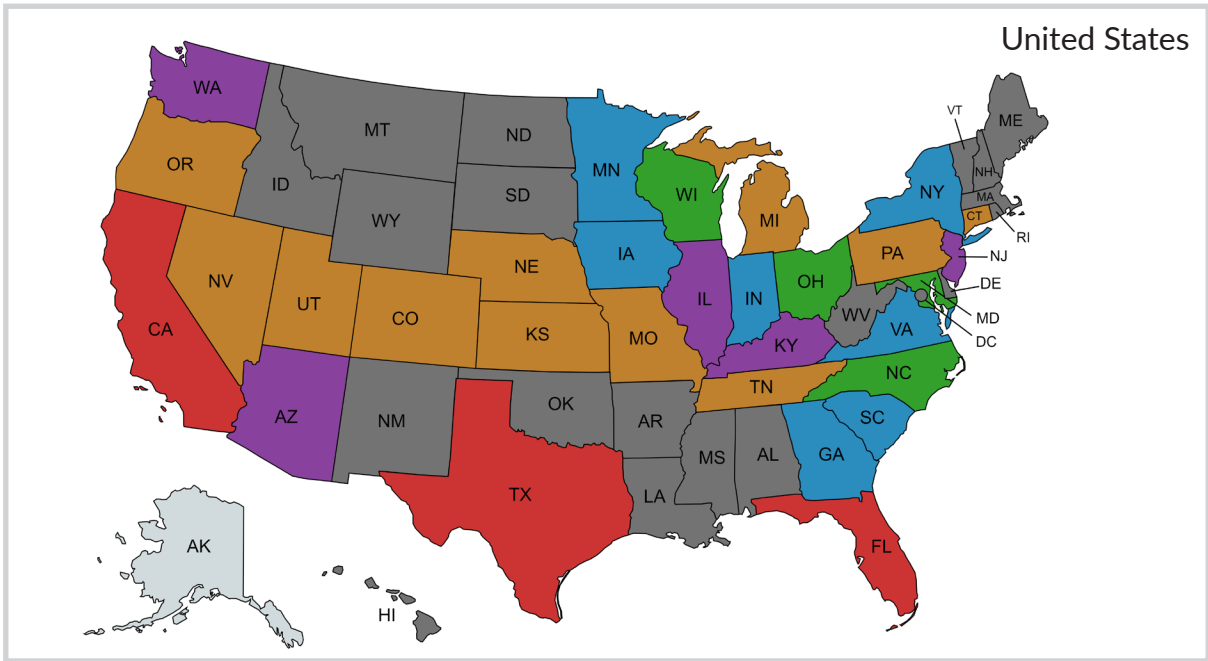 United States
WA
MT
ND
MN
VT
ME
OR
ID
SD
WI
NH
NY
MA
WY
MI
CT
RI
NE
IA
PA
NJ
NV
UT
CO
IL
IN
OH
DE
CA
KS
MO
WV
VA
MD
KY
DC
NC
AZ
NM
OK
AR
TN
SC
MS
AL
GA
TX
LA
AK
FL
HI